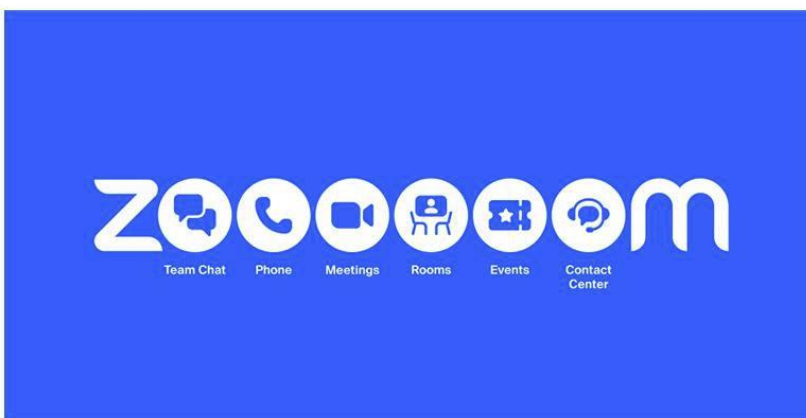 zoooooom
Team Chat
Phone
Meetings
Rooms
Events
Contact
Center